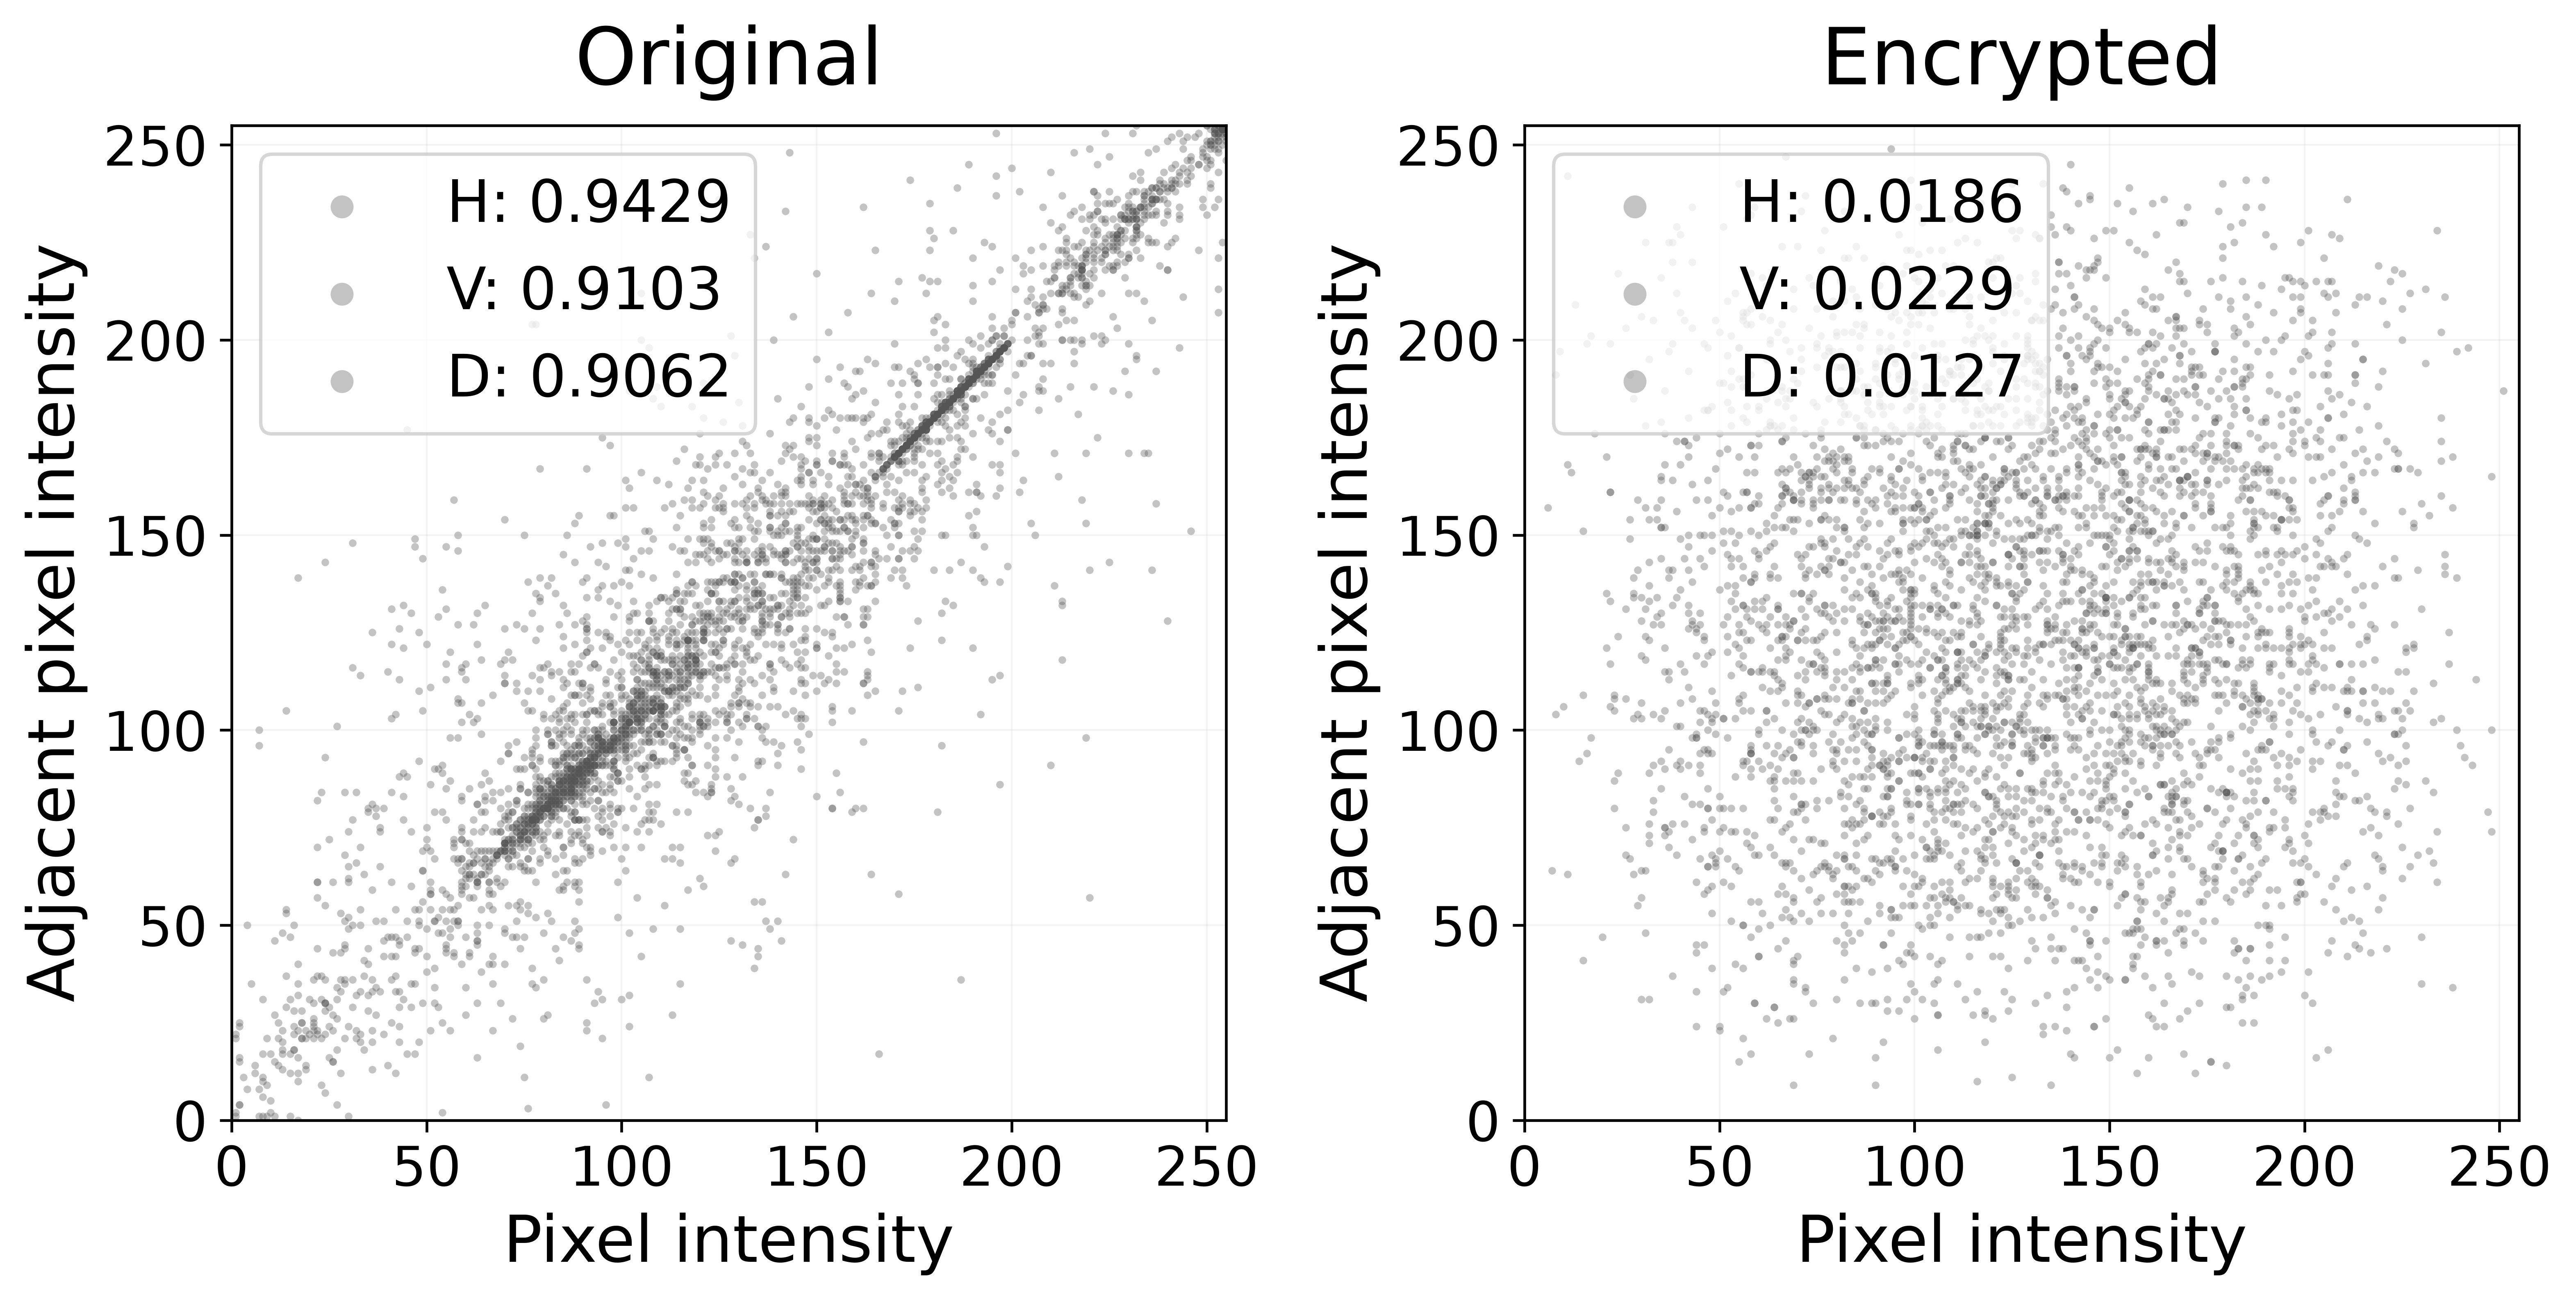 Original
250
200
150
100
50
0
Adjacent pixel intensity
H: 0.9429
V: 0.9103
D: 0.9062
0 50 100 150 200 250
Pixel intensity
Encrypted
250
200
150
100
50
0
Adjacent pixel intensity
H: 0.0186
V: 0.0229
D: 0.0127
0 50 100 150 200 250
Pixel intensity